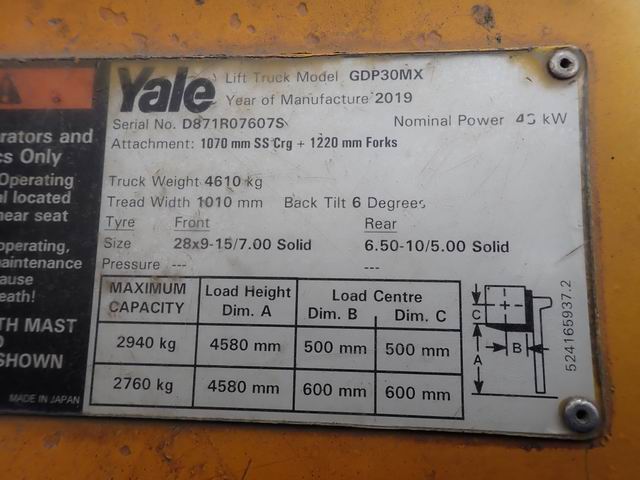 erators and
cs Only
Operating
al located
near seat
operating,
maintenance
cause
eath!
TH MAST
SHOWN
MADE IN JAPAN
Yale
Lift Truck Model GDP30MX
Year of Manufacture 2019
Serial No. D871R07607S
Nominal Power kW
Attachment: 1070 mm SS Crg + 1220 mm Forks
Truck Weight 4610 kg
Tread Width 1010 mm Back Tilt 6 Degrees
Tyre Front Rear
Size 28x9-15/7.00 Solid 6.50-10/5.00 Solid
Pressure --- ---
MAXIMUM CAPACITY Load Height Dim. A Load Centre Dim. B Dim. C
2940 kg 4580 mm 500 mm 500 mm
2760 kg 4580 mm 600 mm 600 mm
C
A
B
524165937.2